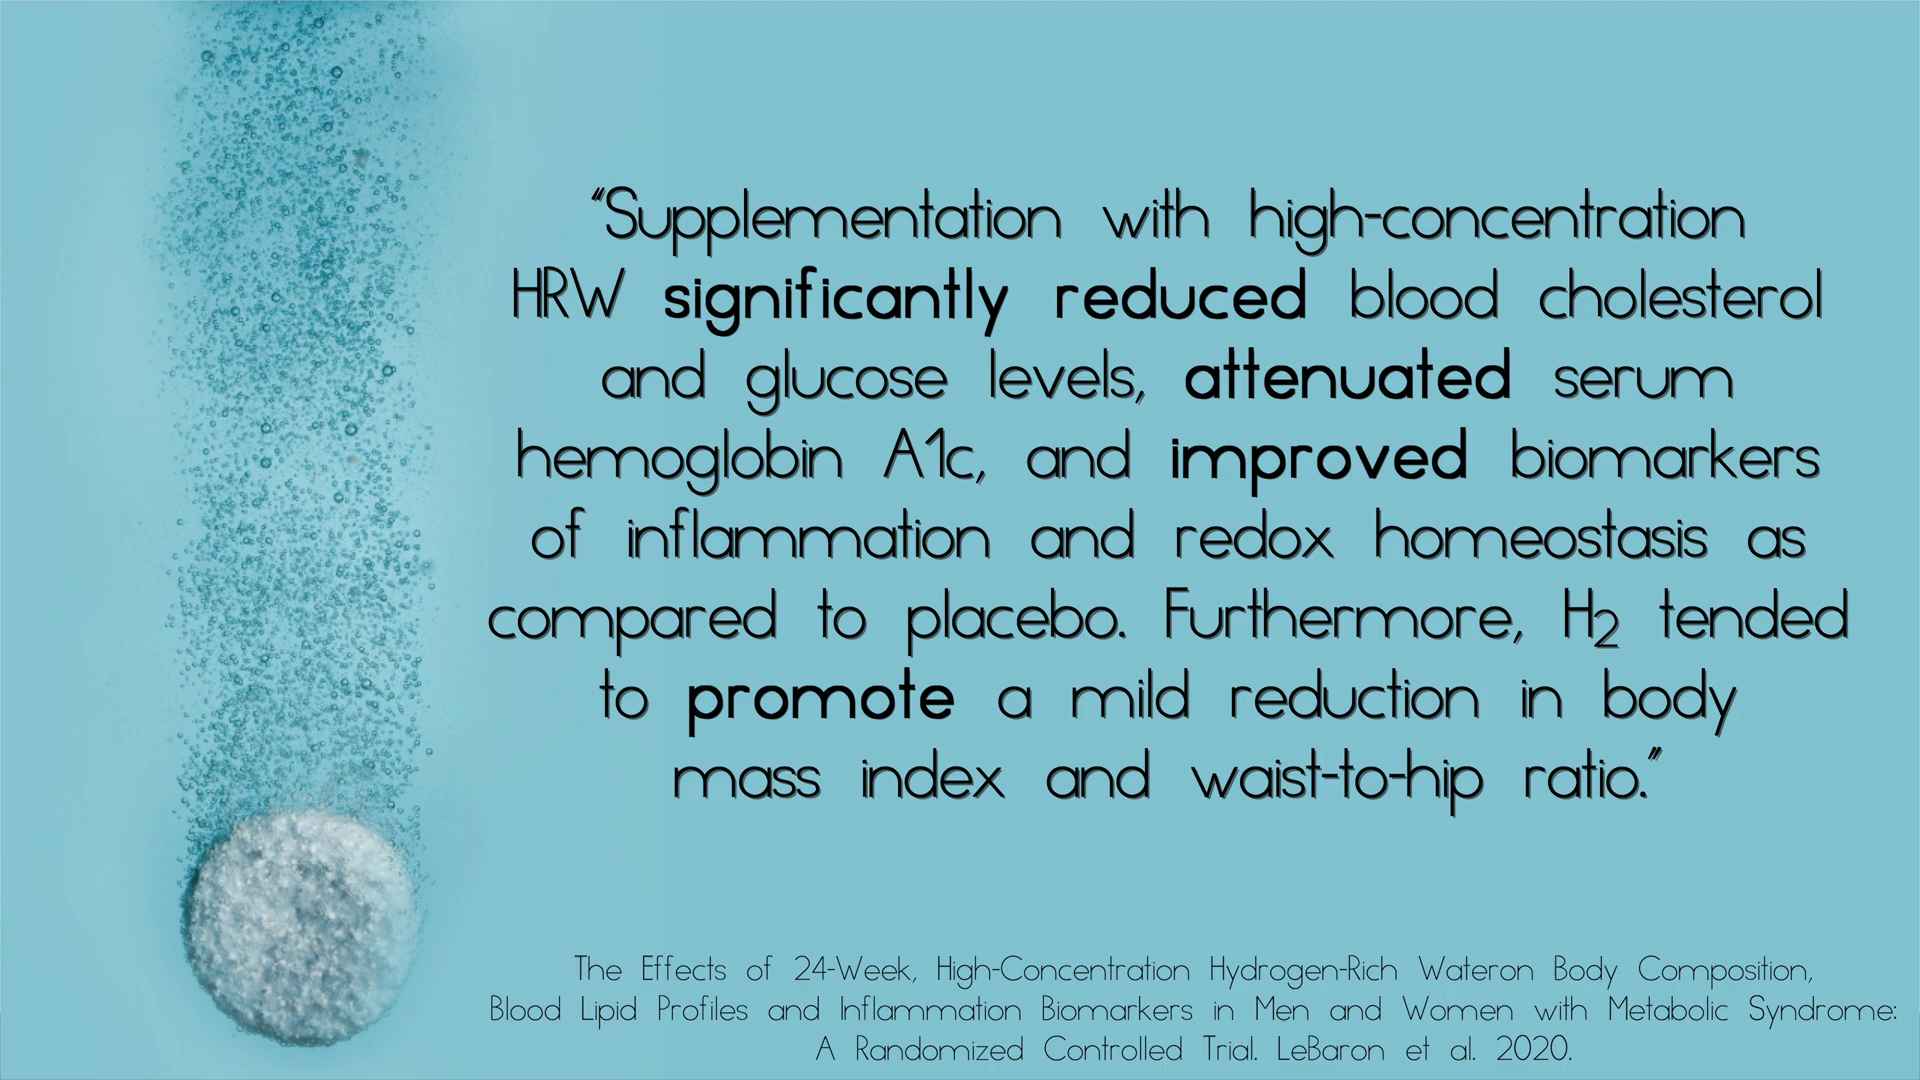 “Supplementation with high-concentration
HRW significantly reduced blood cholesterol
and glucose levels, attenuated serum
hemoglobin A1c, and improved biomarkers
of inflammation and redox homeostasis as
compared to placebo. Furthermore, H₂ tended
to promote a mild reduction in body
mass index and waist-to-hip ratio.”
The Effects of 24-Week, High-Concentration Hydrogen-Rich Wateron Body Composition,
Blood Lipid Profiles and Inflammation Biomarkers in Men and Women with Metabolic Syndrome:
A Randomized Controlled Trial. LeBaron et al. 2020.